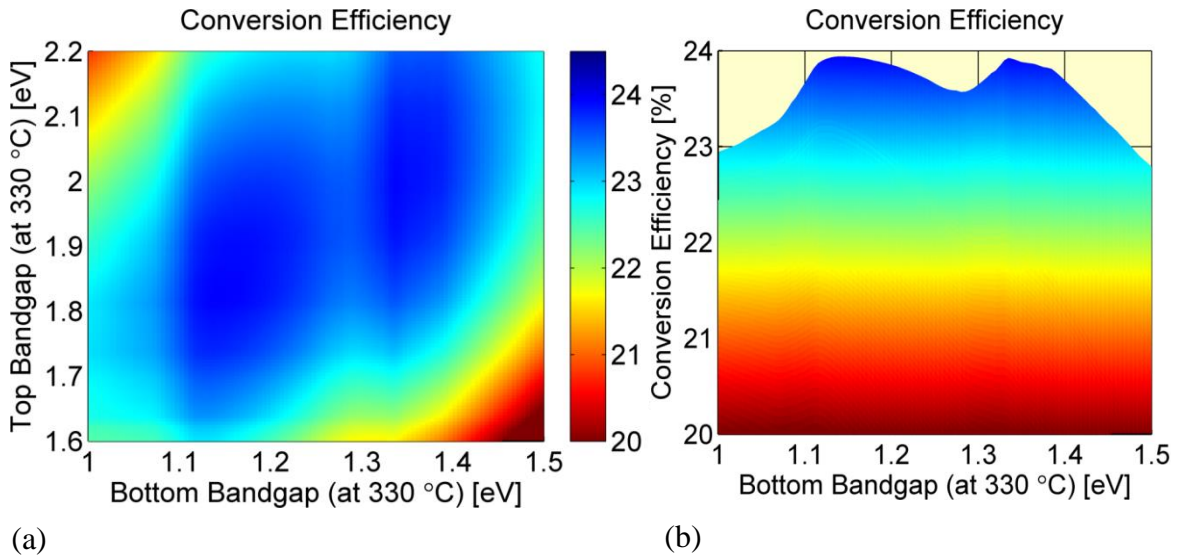 Conversion Efficiency
Top Bandgap (at 330 °C) [eV]
2.2
2.1
2
1.9
1.8
1.7
1.6
1 1.1 1.2 1.3 1.4 1.5
Bottom Bandgap (at 330 °C) [eV]
24
23
22
21
20
(a)
Conversion Efficiency
Conversion Efficiency [%]
24
23
22
21
20
1 1.1 1.2 1.3 1.4 1.5
Bottom Bandgap (at 330 °C) [eV]
(b)